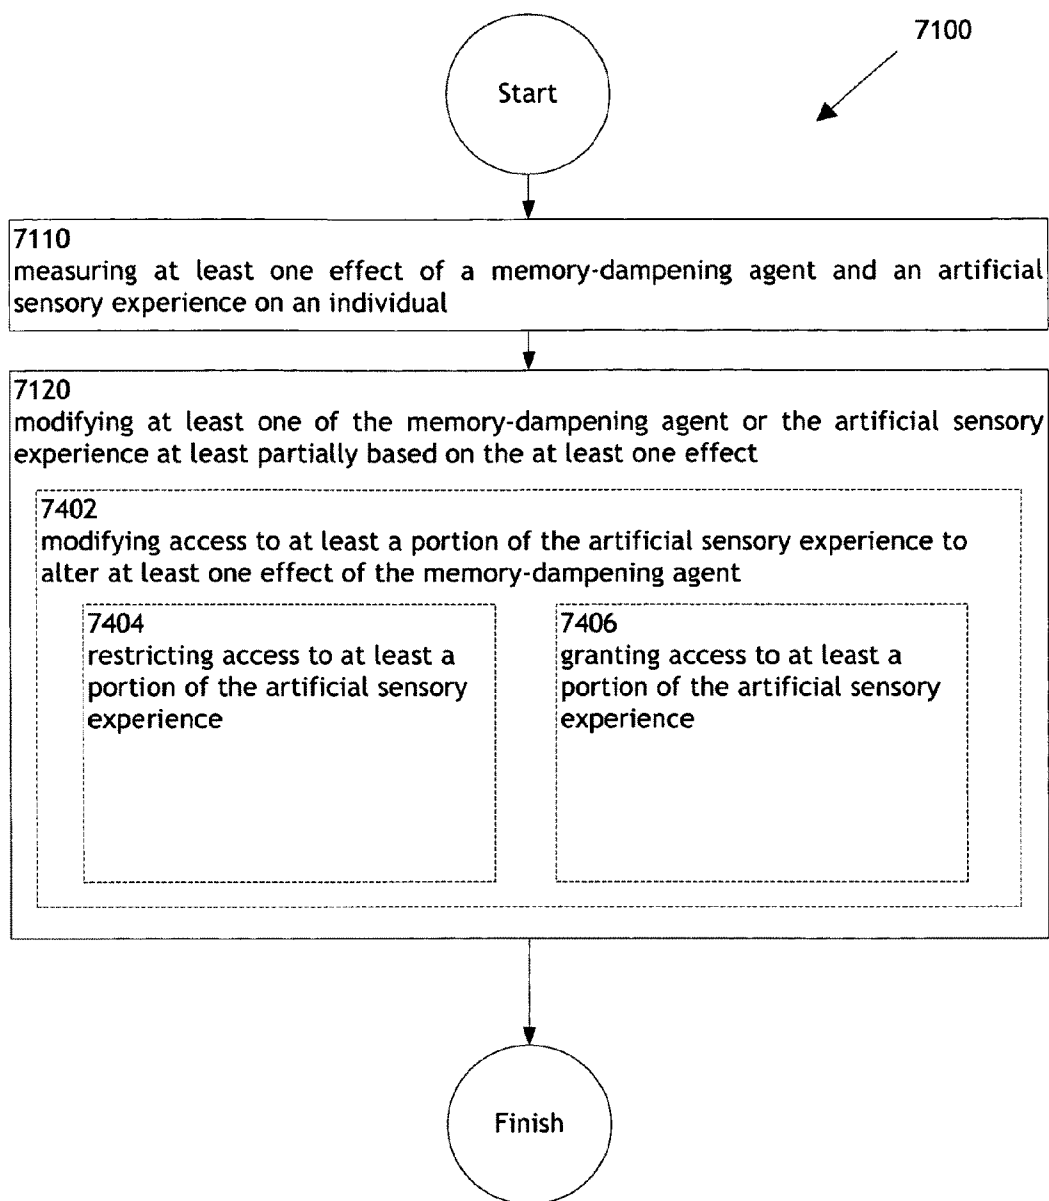 7100
Start
7110
measuring at least one effect of a memory-dampening agent and an artificial
sensory experience on an individual
7120
modifying at least one of the memory-dampening agent or the artificial sensory
experience at least partially based on the at least one effect
7402
modifying access to at least a portion of the artificial sensory experience to
alter at least one effect of the memory-dampening agent
7404
restricting access to at least a
portion of the artificial sensory
experience
7406
granting access to at least a
portion of the artificial sensory
experience
Finish